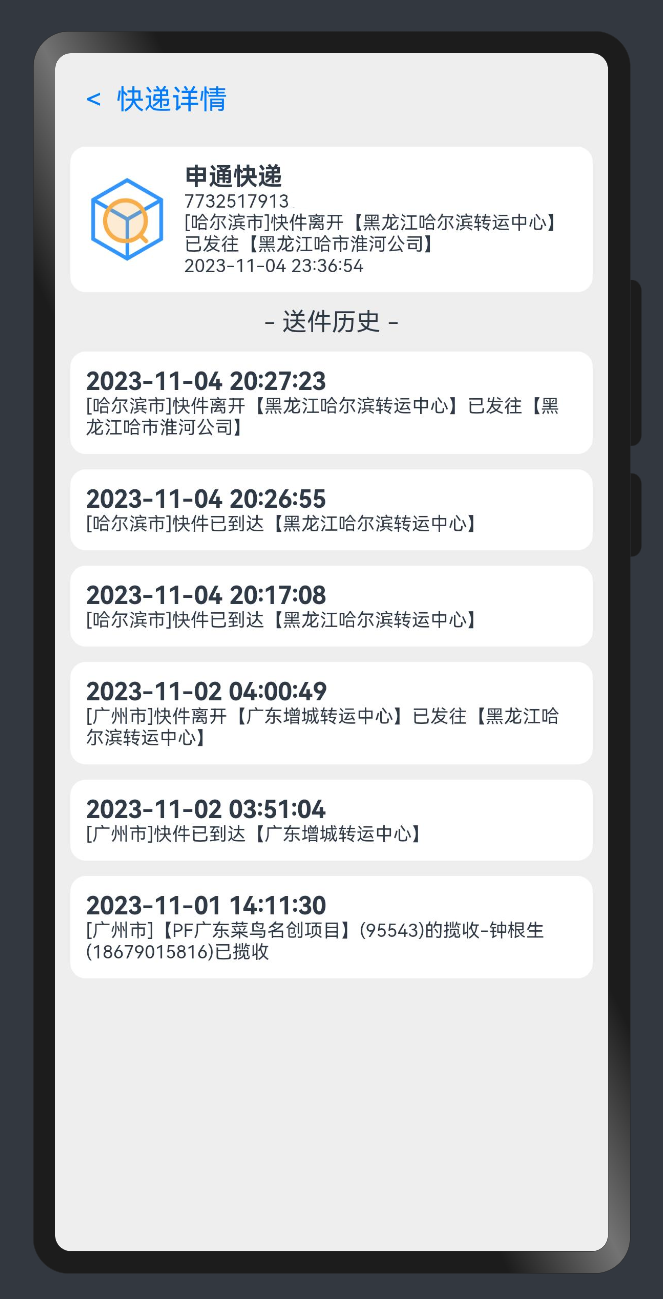 < 快递详情
申通快递
7732517913
[哈尔滨市]快件离开【黑龙江哈尔滨转运中心】
已发往【黑龙江哈市淮河公司】
2023-11-04 23:36:54
- 送件历史 -
2023-11-04 20:27:23
[哈尔滨市]快件离开【黑龙江哈尔滨转运中心】已发往【黑
龙江哈市淮河公司】
2023-11-04 20:26:55
[哈尔滨市]快件已到达【黑龙江哈尔滨转运中心】
2023-11-04 20:17:08
[哈尔滨市]快件已到达【黑龙江哈尔滨转运中心】
2023-11-02 04:00:49
[广州市]快件离开【广东增城转运中心】已发往【黑龙江哈
尔滨转运中心】
2023-11-02 03:51:04
[广州市]快件已到达【广东增城转运中心】
2023-11-01 14:11:30
[广州市]【PF广东菜鸟名创项目】(95543)的揽收-钟根生
(18679015816)已揽收